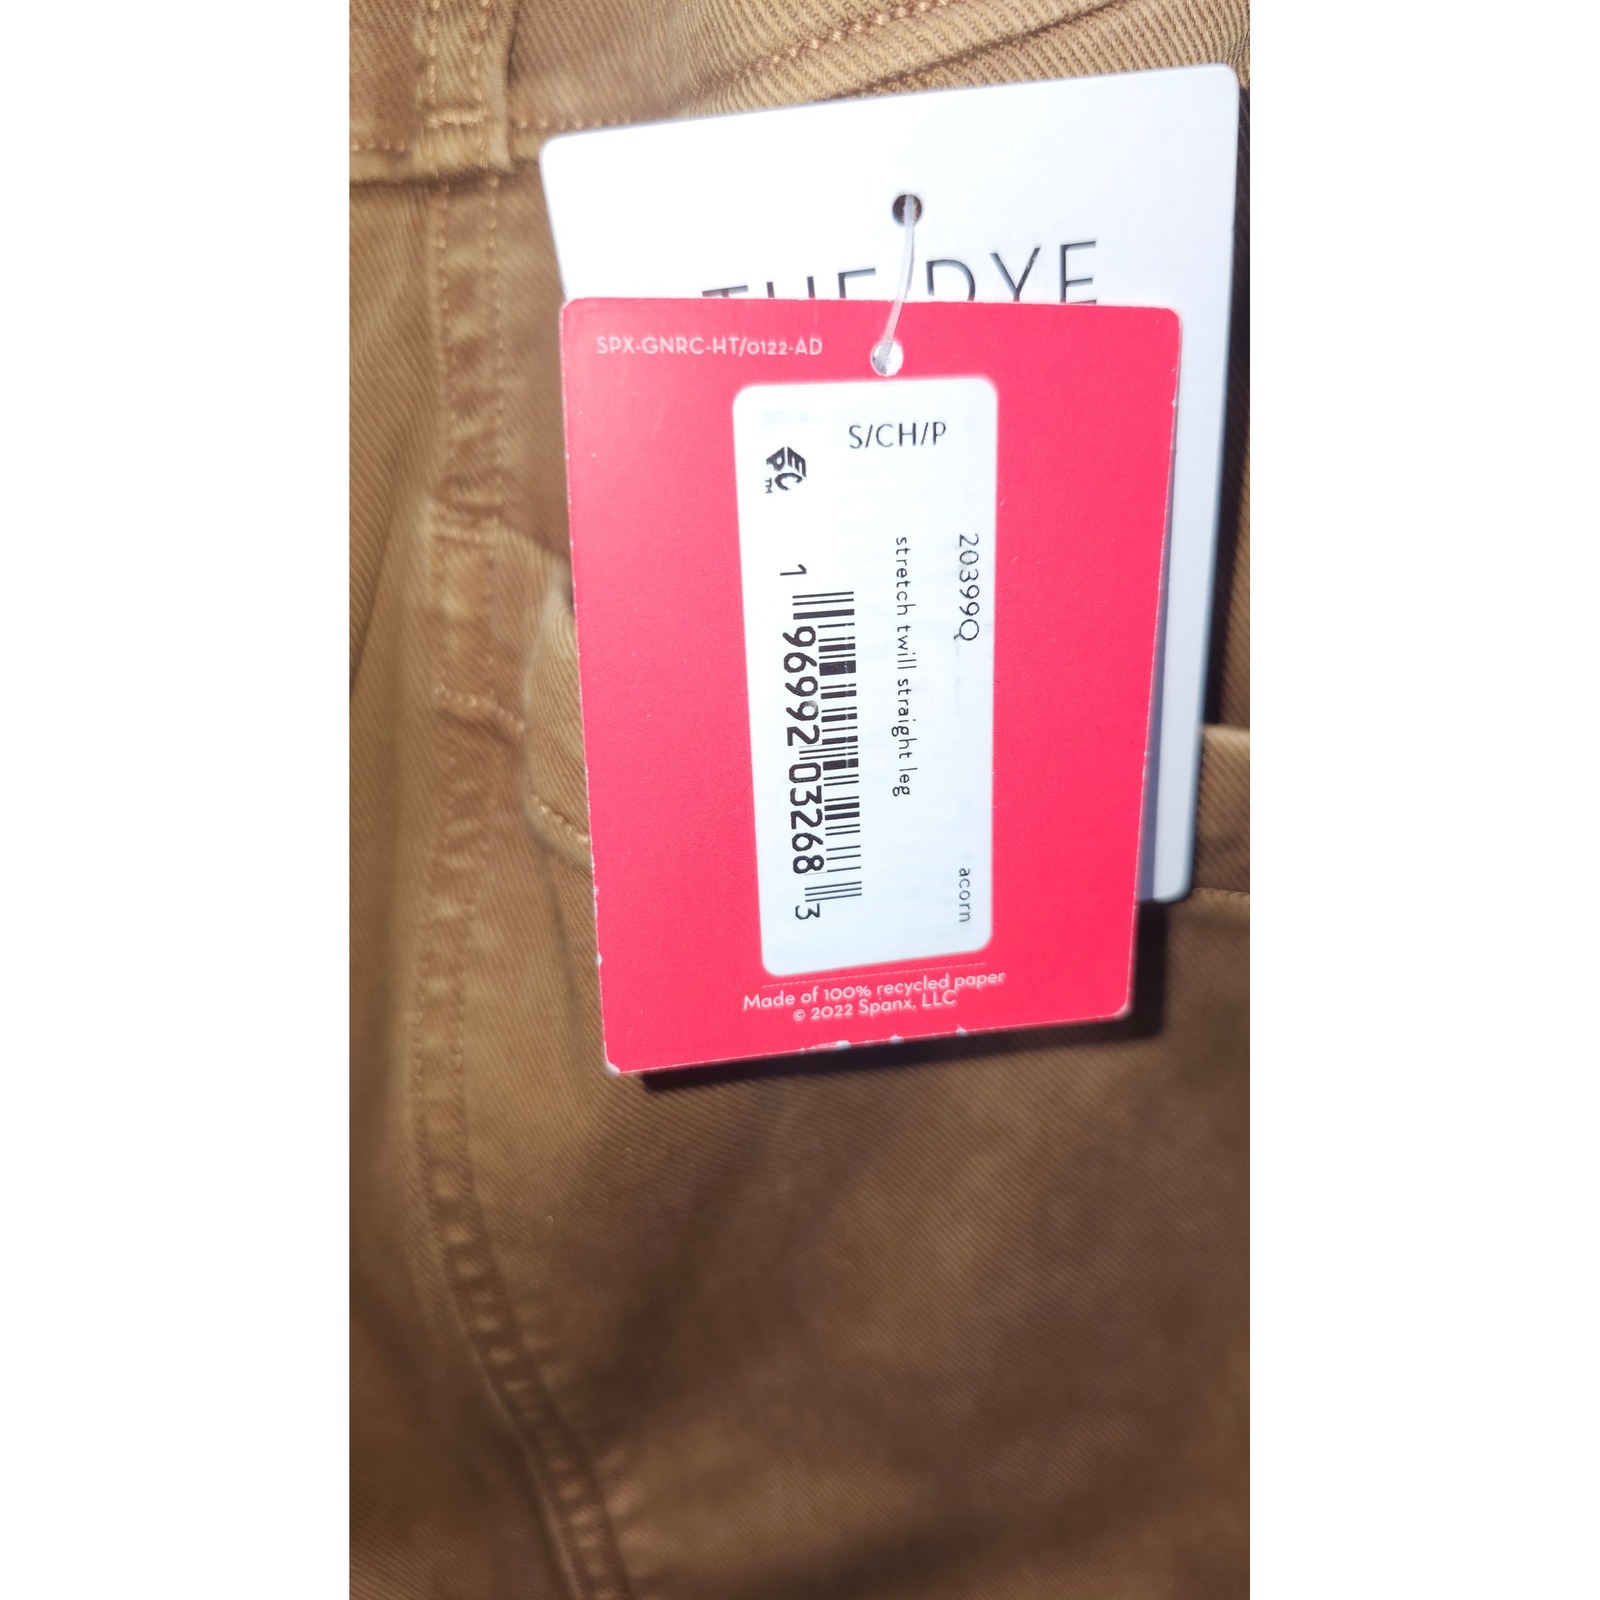 THE DYE
SPX-GNRC-HT/0122-AD
S/CH/P
EPC™
20399Q
stretch twill straight leg
acorn
1 96992 03268 3
Made of 100% recycled paper
© 2022 Spanx, LLC